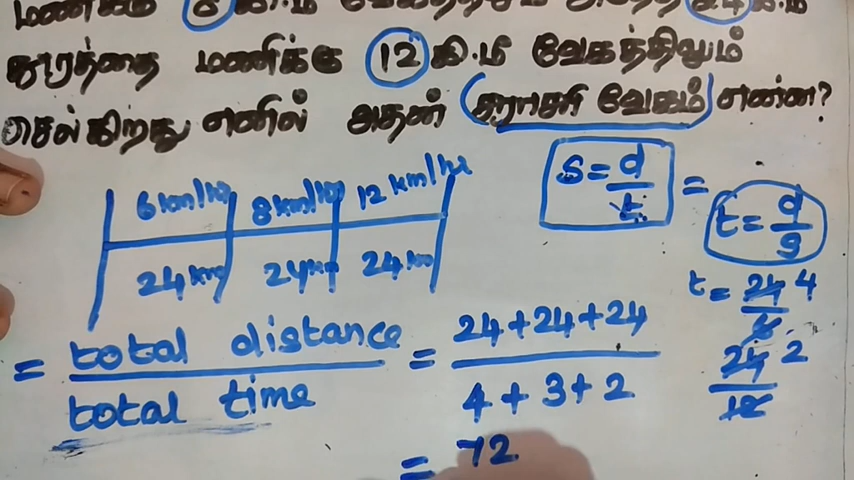 மணிக்கு 8 கி.மீ வேகத்திலும் அடுத்த 24 கி.மீ
தூரத்தை மணிக்கு 12 கி.மீ வேகத்திலும்
செல்கிறது எனில் அதன் சராசரி வேகம் என்ன?
6 km/hr 8 km/hr 12 km/hr
24 km 24 km 24 km
S = d/t =
t = d/s
t = 24/6 4
24/12 2
= total distance/total time = 24+24+24/4+3+2
= 72